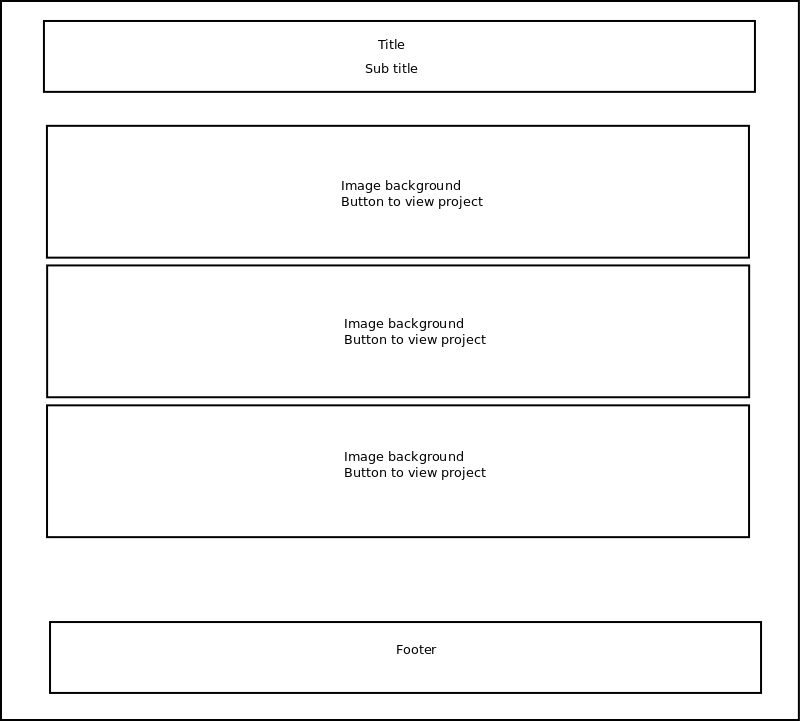 Title
Sub title
Image background
Button to view project
Image background
Button to view project
Image background
Button to view project
Footer